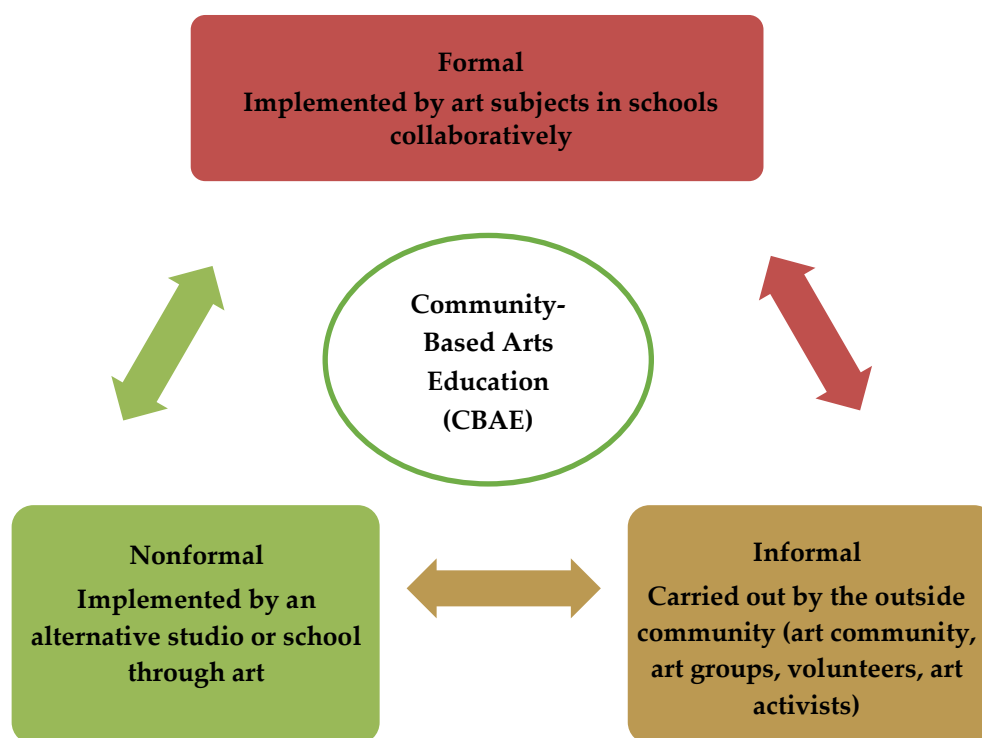 Formal
Implemented by art subjects in schools
collaboratively
Community-
Based Arts
Education
(CBAE)
Nonformal
Implemented by an
alternative studio or school
through art
Informal
Carried out by the outside
community (art community,
art groups, volunteers, art
activists)